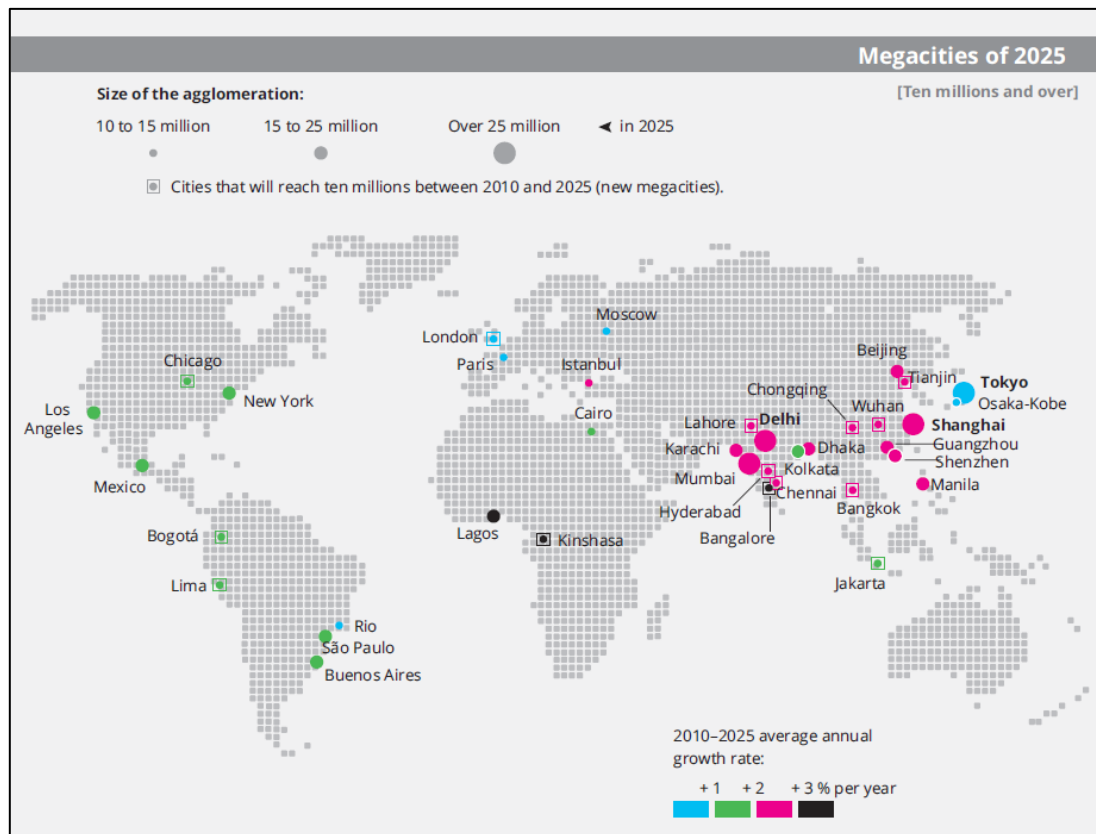 Megacities of 2025
[Ten millions and over]
Size of the agglomeration:
10 to 15 million 15 to 25 million Over 25 million ◄ in 2025
Cities that will reach ten millions between 2010 and 2025 (new megacities).
Moscow
London
Paris
Istanbul
Beijing
Chicago
Tianjin
Tokyo
Chongqing
New York
Osaka-Kobe
Los
Angeles
Cairo
Wuhan
Lahore
Delhi
Shanghai
Karachi
Dhaka
Guangzhou
Shenzhen
Mexico
Mumbai
Kolkata
Manila
Chennai
Hyderabad
Bangkok
Lagos
Bogotá
Kinshasa
Bangalore
Lima
Jakarta
Rio
São Paulo
Buenos Aires
2010–2025 average annual
growth rate:
+ 1 + 2 + 3 % per year